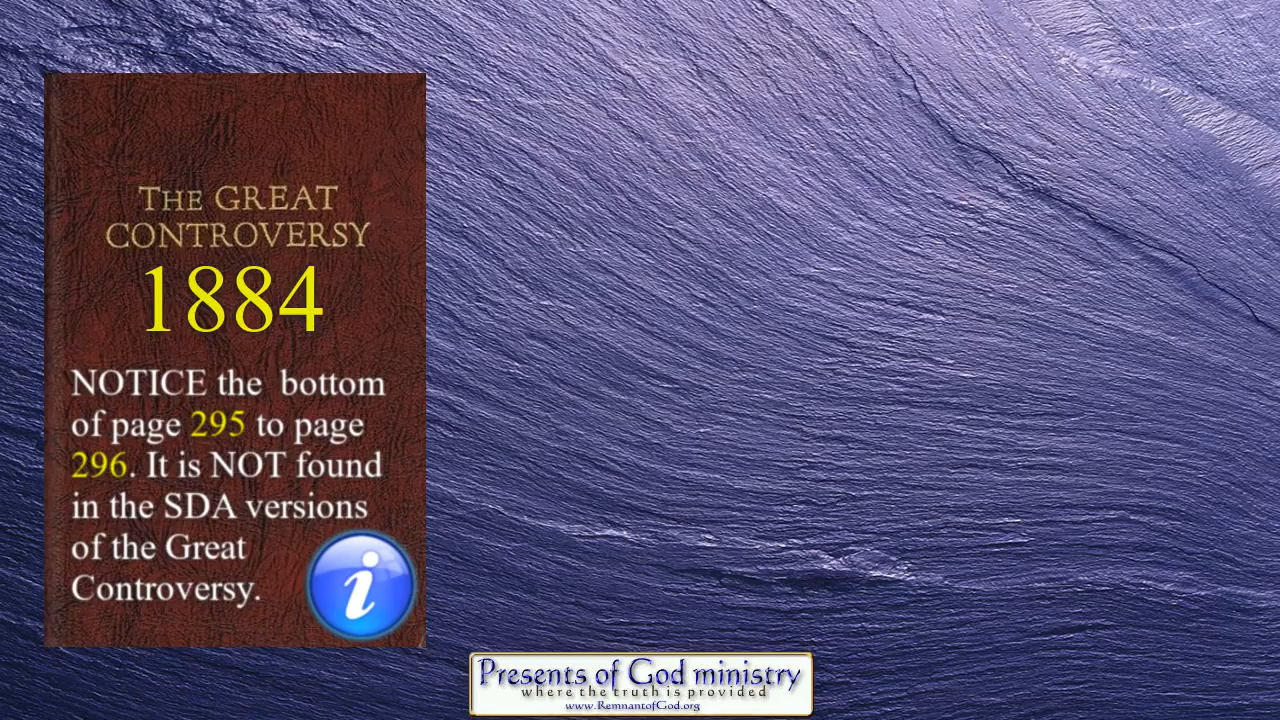 THE GREAT
CONTROVERSY
1884
NOTICE the bottom
of page 295 to page
296. It is NOT found
in the SDA versions
of the Great
Controversy.
i
Presents of God ministry
where the truth is provided
www.RemnantofGod.org